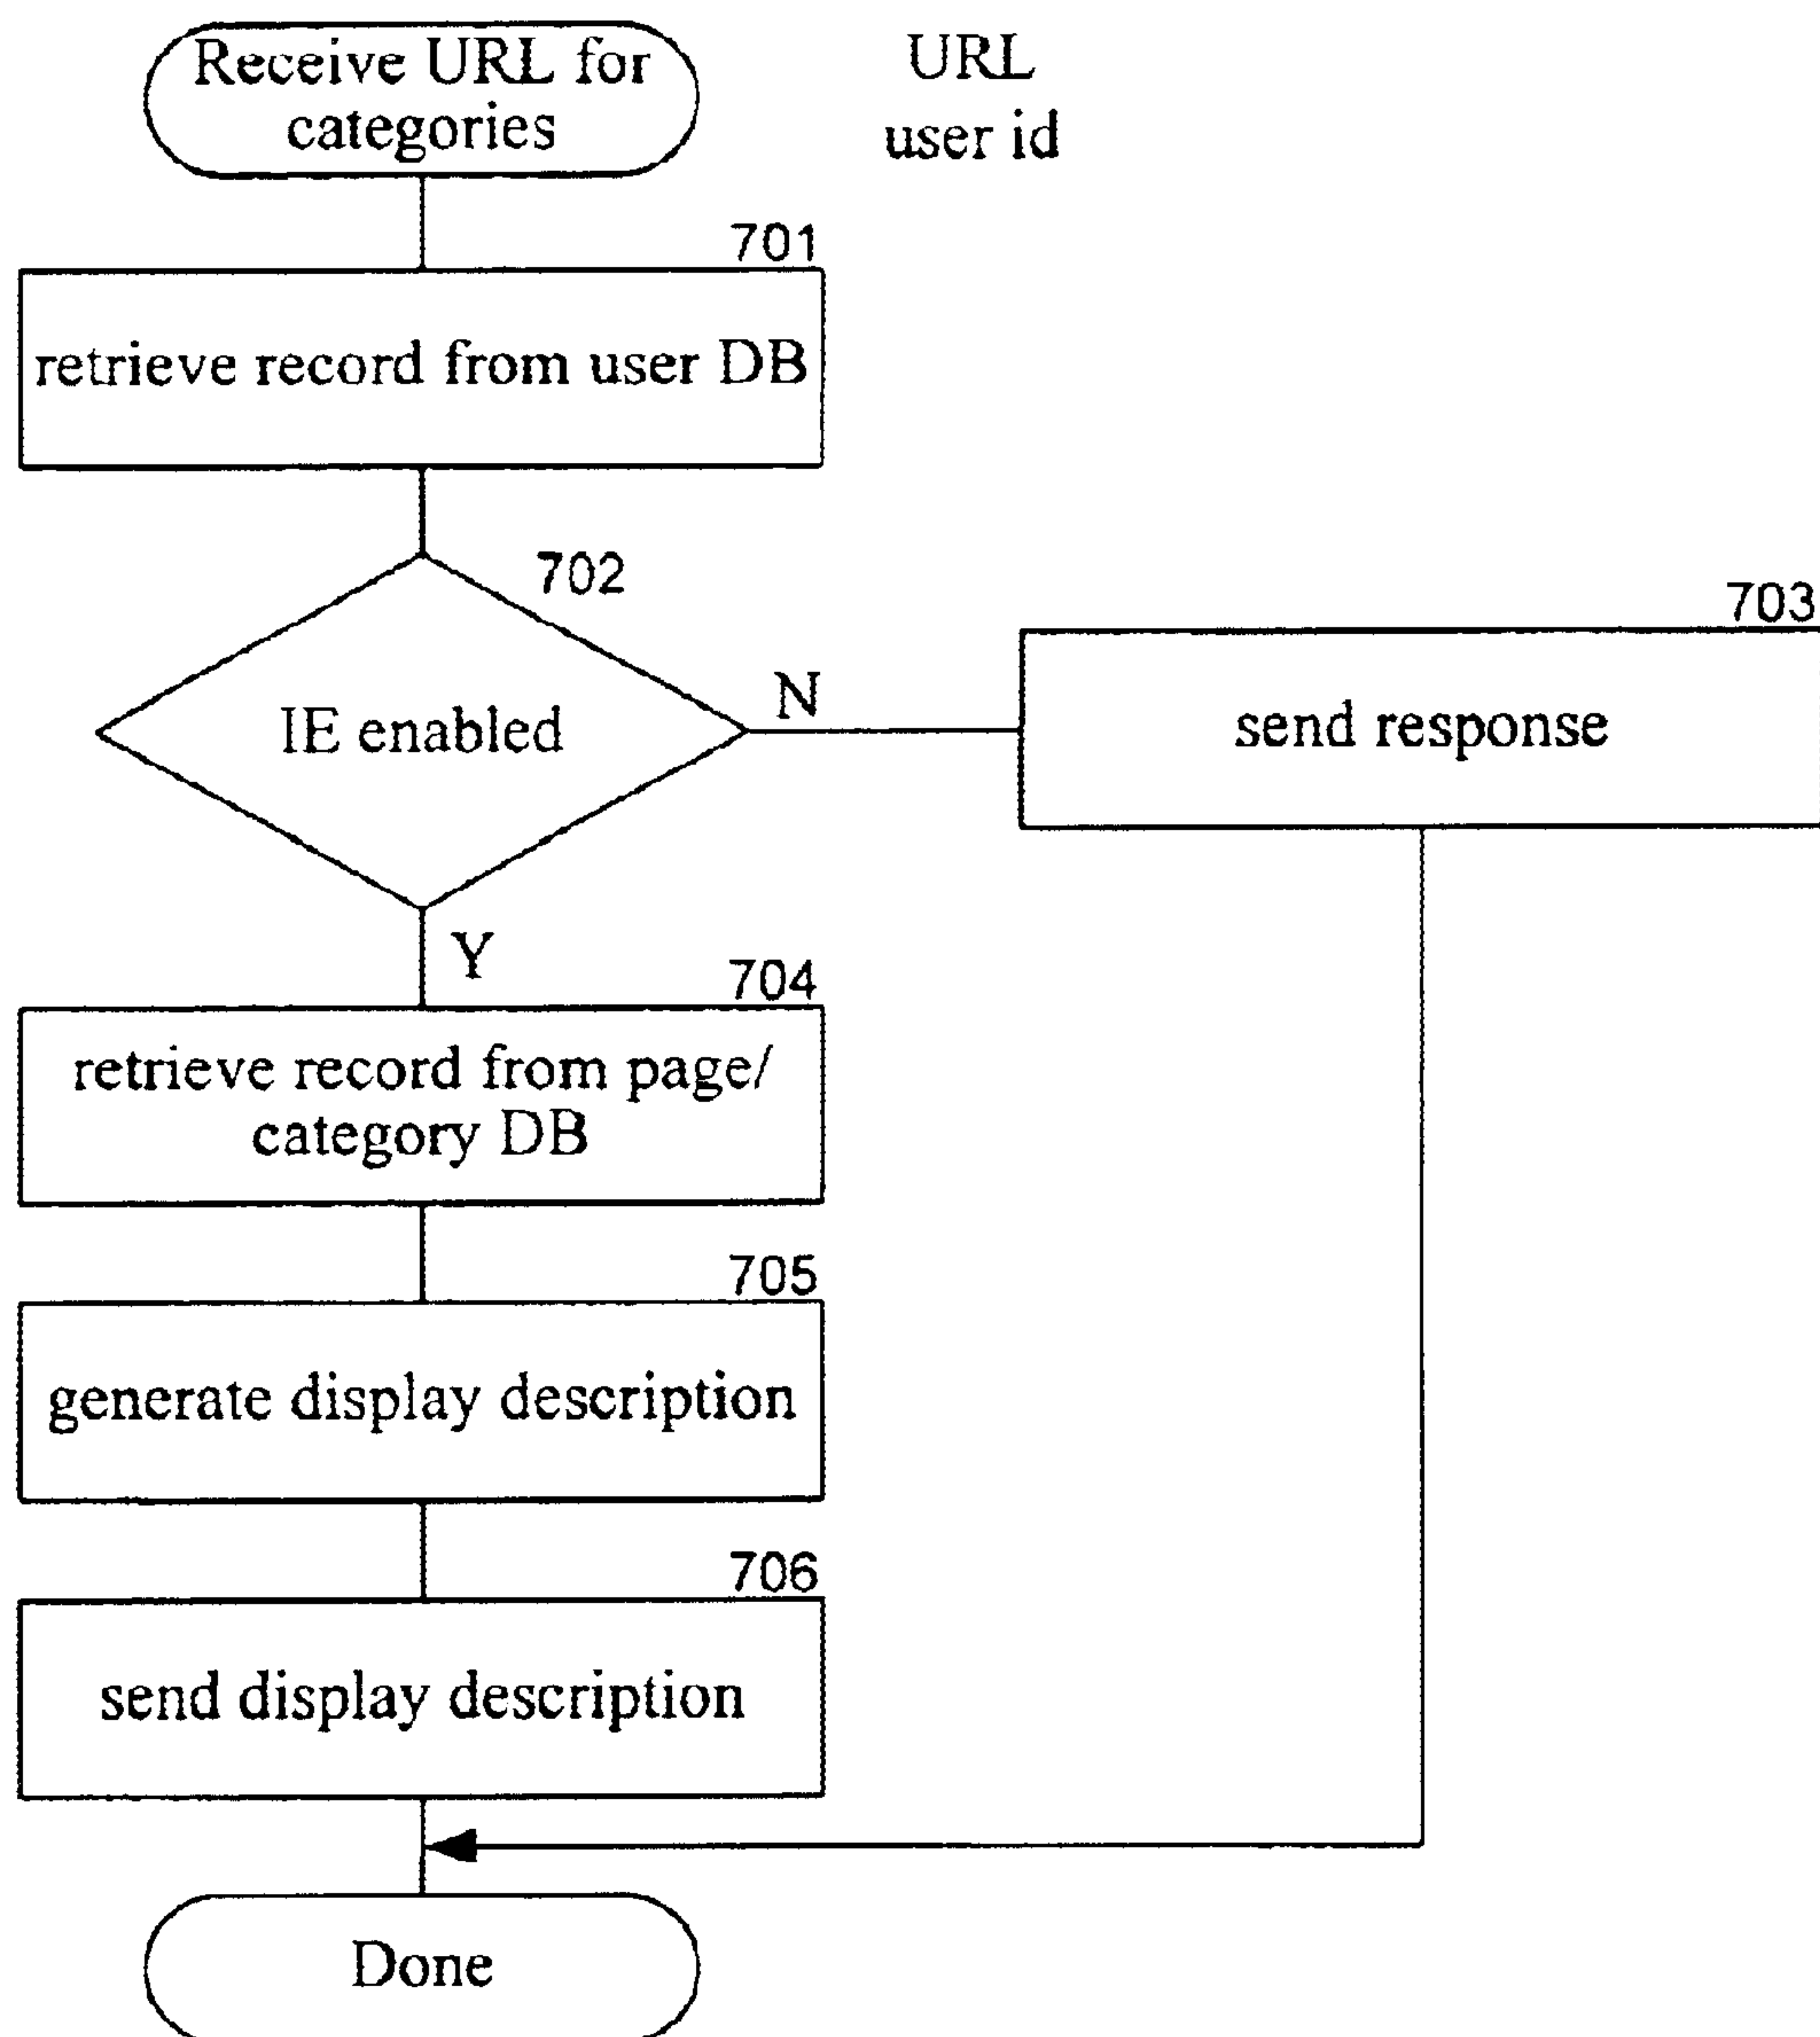 Receive URL for
categories
URL
user id
701
retrieve record from user DB
702
IE enabled
N
703
send response
Y
704
retrieve record from page/
category DB
705
generate display description
706
send display description
Done